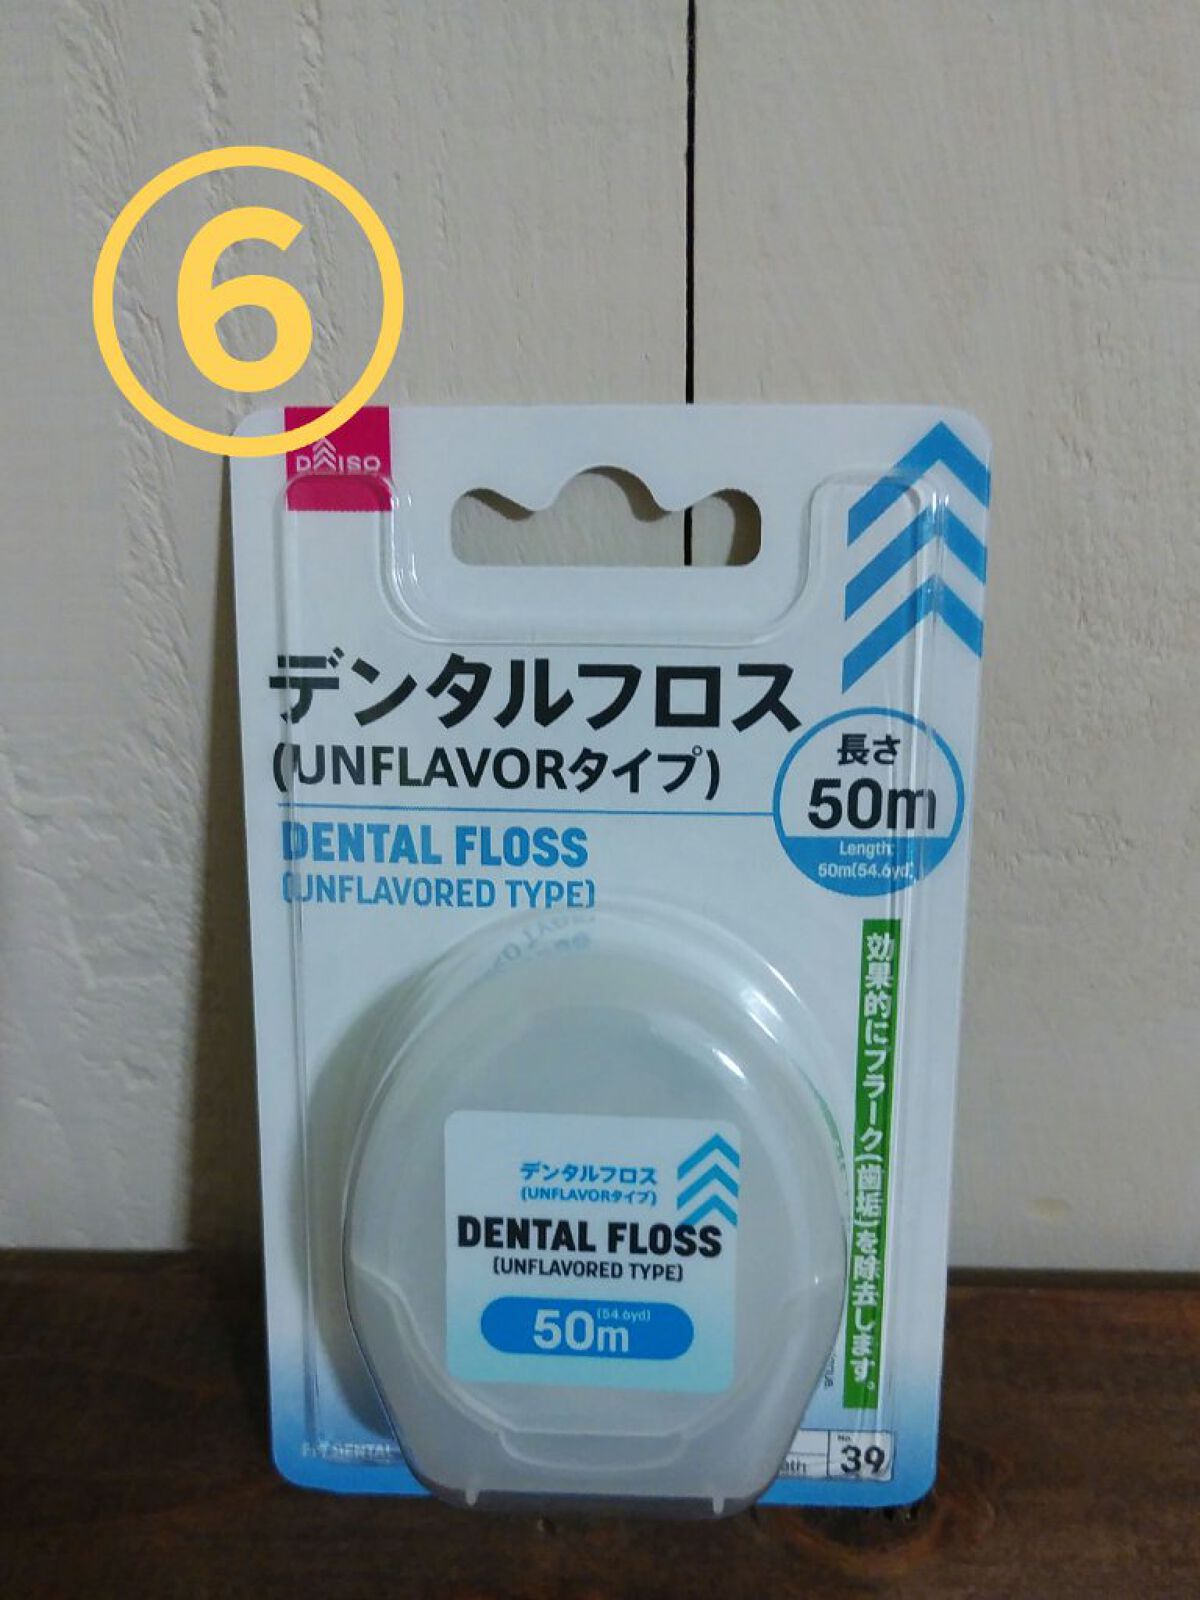 6
DAISO
デンタルフロス
(UNFLAVORタイプ)
DENTAL FLOSS
(UNFLAVORED TYPE)
長さ
50m
Length:
50m(54.6yd)
効果的にプラーク(歯垢)を除去します。
デンタルフロス
(UNFLAVORタイプ)
DENTAL FLOSS
(UNFLAVORED TYPE)
(54.6yd)
50m
DENTAL
No.
39